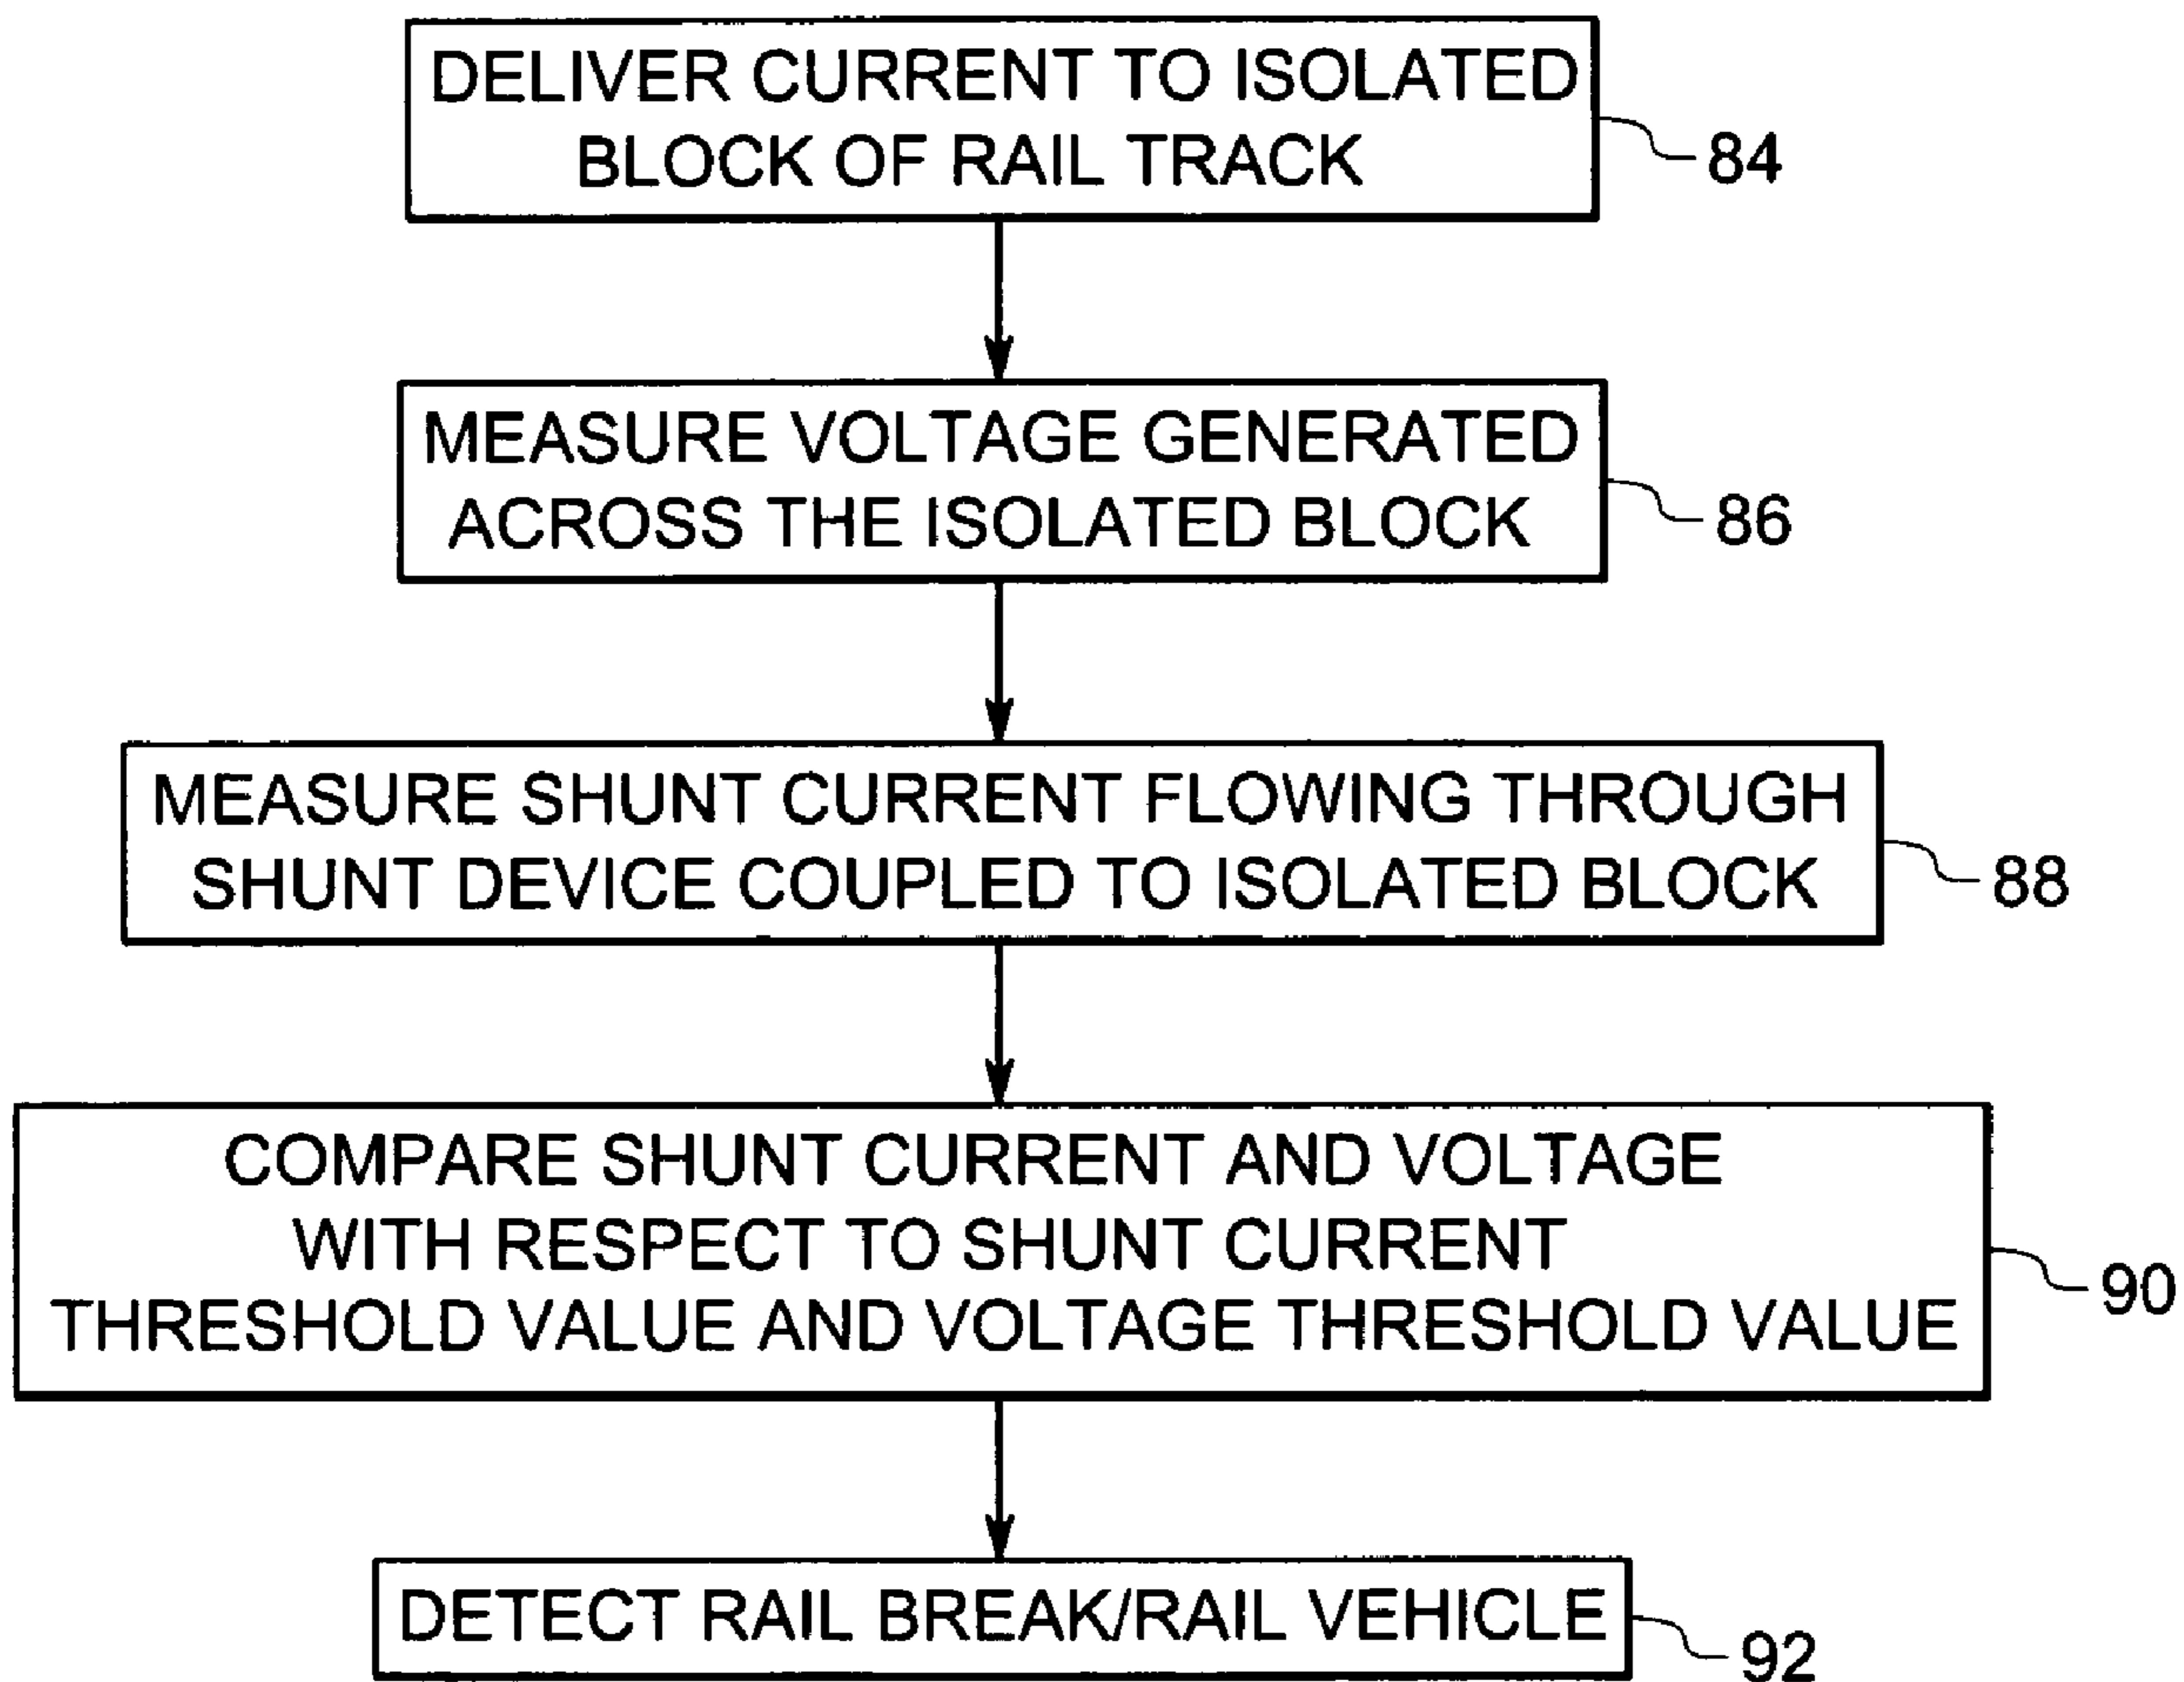 DELIVER CURRENT TO ISOLATED
BLOCK OF RAIL TRACK
84
MEASURE VOLTAGE GENERATED
ACROSS THE ISOLATED BLOCK
86
MEASURE SHUNT CURRENT FLOWING THROUGH
SHUNT DEVICE COUPLED TO ISOLATED BLOCK
88
COMPARE SHUNT CURRENT AND VOLTAGE
WITH RESPECT TO SHUNT CURRENT
THRESHOLD VALUE AND VOLTAGE THRESHOLD VALUE
90
DETECT RAIL BREAK/RAIL VEHICLE
92